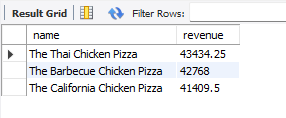 Result Grid Filter Rows:
name revenue
The Thai Chicken Pizza 43434.25
The Barbecue Chicken Pizza 42768
The California Chicken Pizza 41409.5